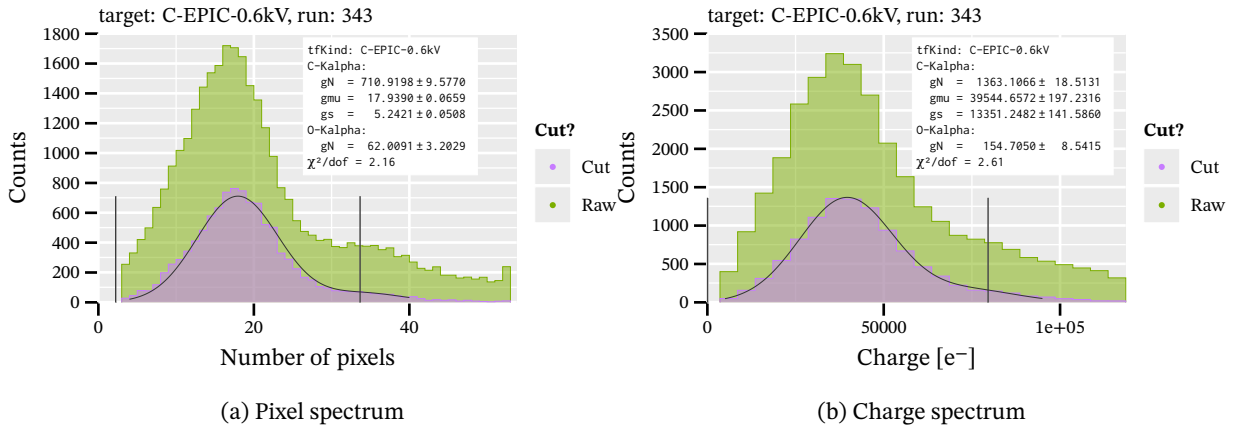 target: C-EPIC-0.6kV, run: 343
1800
1600
1400
1200
1000
800
600
400
200
0
Counts
0
20
40
Number of pixels
tfKind: C-EPIC-0.6kV
C-Kalpha:
gN = 710.9198±9.5770
gmu = 17.9390±0.0659
gs = 5.2421±0.0508
O-Kalpha:
gN = 62.0091±3.2029
χ²/dof = 2.16
Cut?
Cut
Raw
(a) Pixel spectrum
target: C-EPIC-0.6kV, run: 343
3500
3000
2500
2000
1500
1000
500
0
Counts
0
50000
1e+05
Charge [e⁻]
tfKind: C-EPIC-0.6kV
C-Kalpha:
gN = 1363.1066± 18.5131
gmu = 39544.6572±197.2316
gs = 13351.2482±141.5860
O-Kalpha:
gN = 154.7050± 8.5415
χ²/dof = 2.61
Cut?
Cut
Raw
(b) Charge spectrum